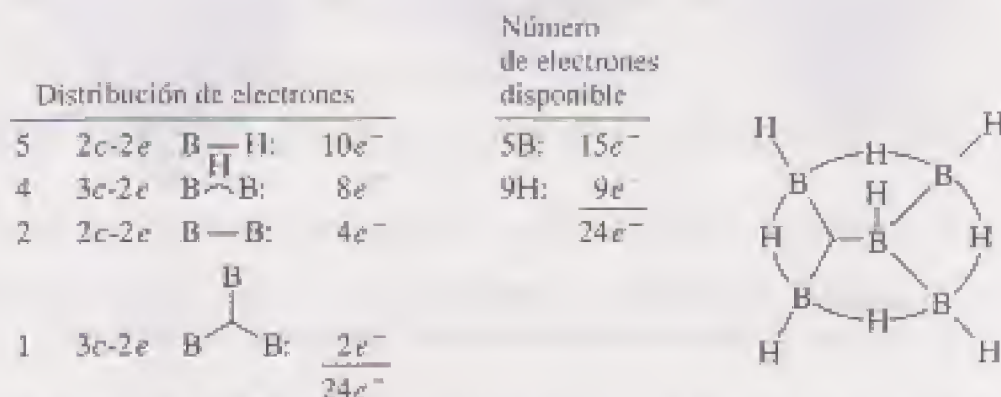 Distribución de electrones
5 2c-2e B—H: 10e⁻
H
4 3c-2e B B: 8e⁻
2 2c-2e B—B: 4e⁻
B
1 3c-2e B B: 2e⁻
24e⁻
Número
de electrones
disponible
5B: 15e⁻
9H: 9e⁻
24e⁻
H H
H
B B
H
H B H
B B
H
H H